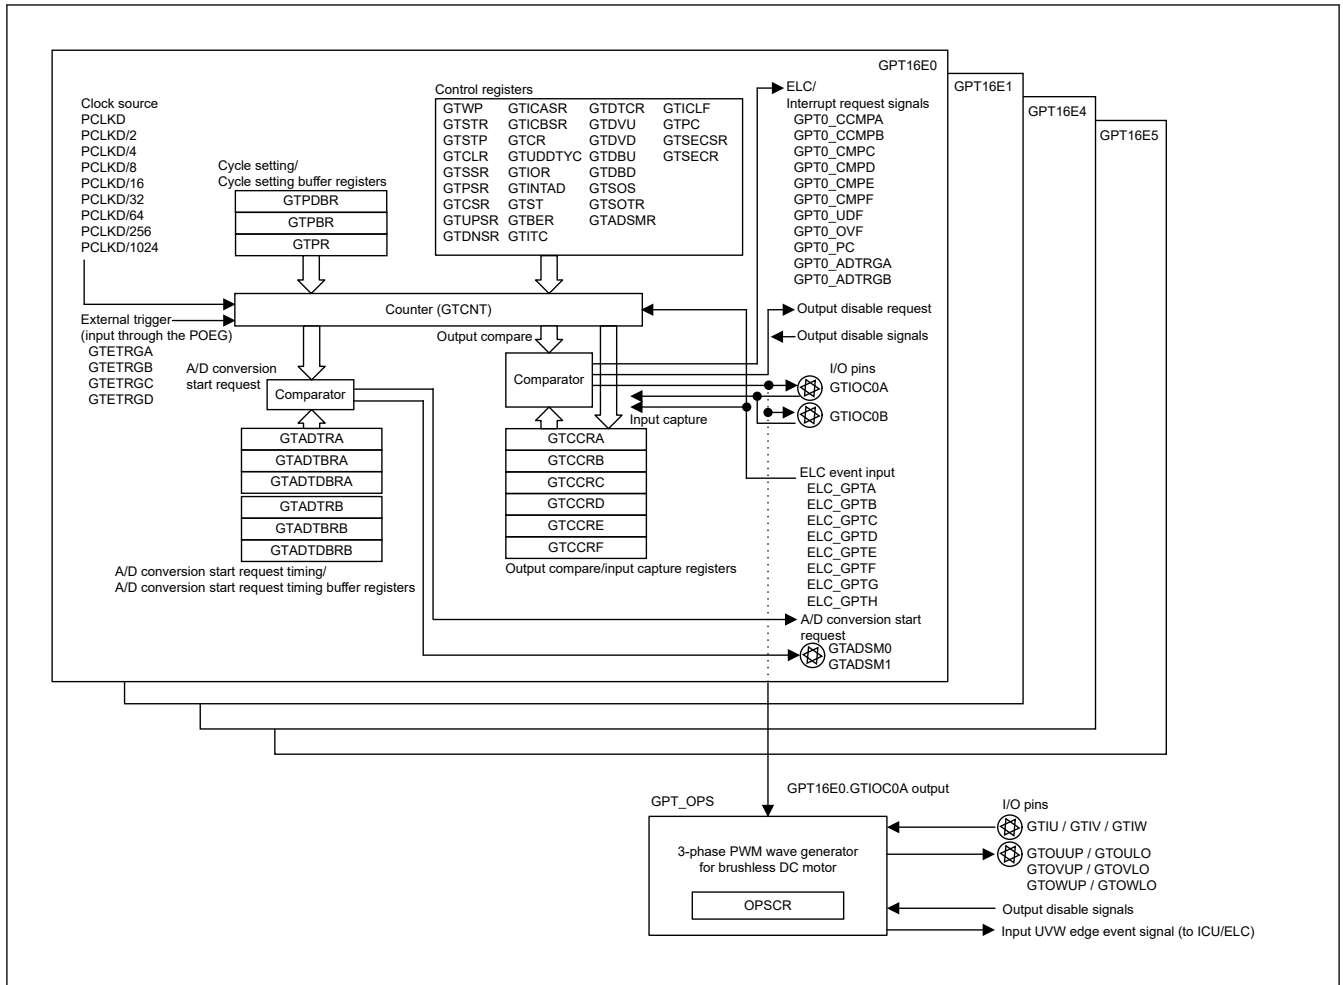 GPT16E0
GPT16E1
GPT16E4
GPT16E5
Clock source
PCLKD
PCLKD/2
PCLKD/4
PCLKD/8
PCLKD/16
PCLKD/32
PCLKD/64
PCLKD/256
PCLKD/1024
Cycle setting/
Cycle setting buffer registers
GTPDBR
GTPBR
GTPR
Control registers
GTWP GTICASR GTDTCR GTICLF
GTSTR GTICBSR GTDVU GTPC
GTSTP GTCR GTDVD GTSECSR
GTCLR GTUDDTYC GTDBU GTSECR
GTSSR GTIOR GTDBD
GTPSR GTINTAD GTSOS
GTCSR GTST GTSOTR
GTUPSR GTBER GTADSMR
GTDNSR GTITC
ELC/
Interrupt request signals
GPT0_CCMPA
GPT0_CCMPB
GPT0_CMPC
GPT0_CMPD
GPT0_CMPE
GPT0_CMPF
GPT0_UDF
GPT0_OVF
GPT0_PC
GPT0_ADTRGA
GPT0_ADTRGB
Counter (GTCNT)
External trigger
(input through the POEG)
GTETRGA
GTETRGB
GTETRGC
GTETRGD
A/D conversion
start request
Output compare
Output disable request
Output disable signals
Comparator
Comparator
I/O pins
GTIOC0A
GTIOC0B
Input capture
GTADTRA
GTADTBRA
GTADTDBRA
GTADTRB
GTADTBRB
GTADTDBRB
A/D conversion start request timing/
A/D conversion start request timing buffer registers
GTCCRA
GTCCRB
GTCCRC
GTCCRD
GTCCRE
GTCCRF
Output compare/input capture registers
ELC event input
ELC_GPTA
ELC_GPTB
ELC_GPTC
ELC_GPTD
ELC_GPTE
ELC_GPTF
ELC_GPTG
ELC_GPTH
A/D conversion start
request
GTADSM0
GTADSM1
GPT16E0.GTIOC0A output
GPT_OPS
3-phase PWM wave generator
for brushless DC motor
OPSCR
I/O pins
GTIU / GTIV / GTIW
GTOUUP / GTOULO
GTOVUP / GTOVLO
GTOWUP / GTOWLO
Output disable signals
Input UVW edge event signal (to ICU/ELC)